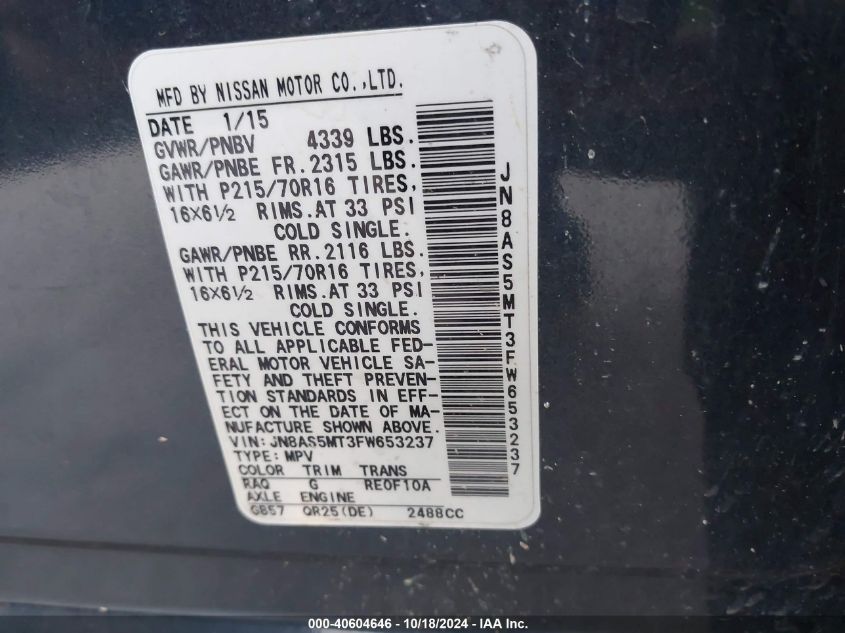 MFD BY NISSAN MOTOR CO.,LTD.
DATE 1/15
GVWR/PNBV 4339 LBS.
GAWR/PNBE FR.2315 LBS.
WITH P215/70R16 TIRES,
16X6½ RIMS.AT 33 PSI
COLD SINGLE.
GAWR/PNBE RR.2116 LBS.
WITH P215/70R16 TIRES,
16X6½ RIMS.AT 33 PSI
COLD SINGLE.
THIS VEHICLE CONFORMS
TO ALL APPLICABLE FED-
ERAL MOTOR VEHICLE SA-
FETY AND THEFT PREVEN-
TION STANDARDS IN EFF-
ECT ON THE DATE OF MA-
NUFACTURE SHOWN ABOVE.
VIN:JN8AS5MT3FW653237
TYPE:MPV
COLOR TRIM TRANS
RAQ G RE0F10A
AXLE ENGINE
GB57 QR25(DE) 2488CC
JN8AS5MT3FW653237
000-40604646 - 10/18/2024 - IAA Inc.